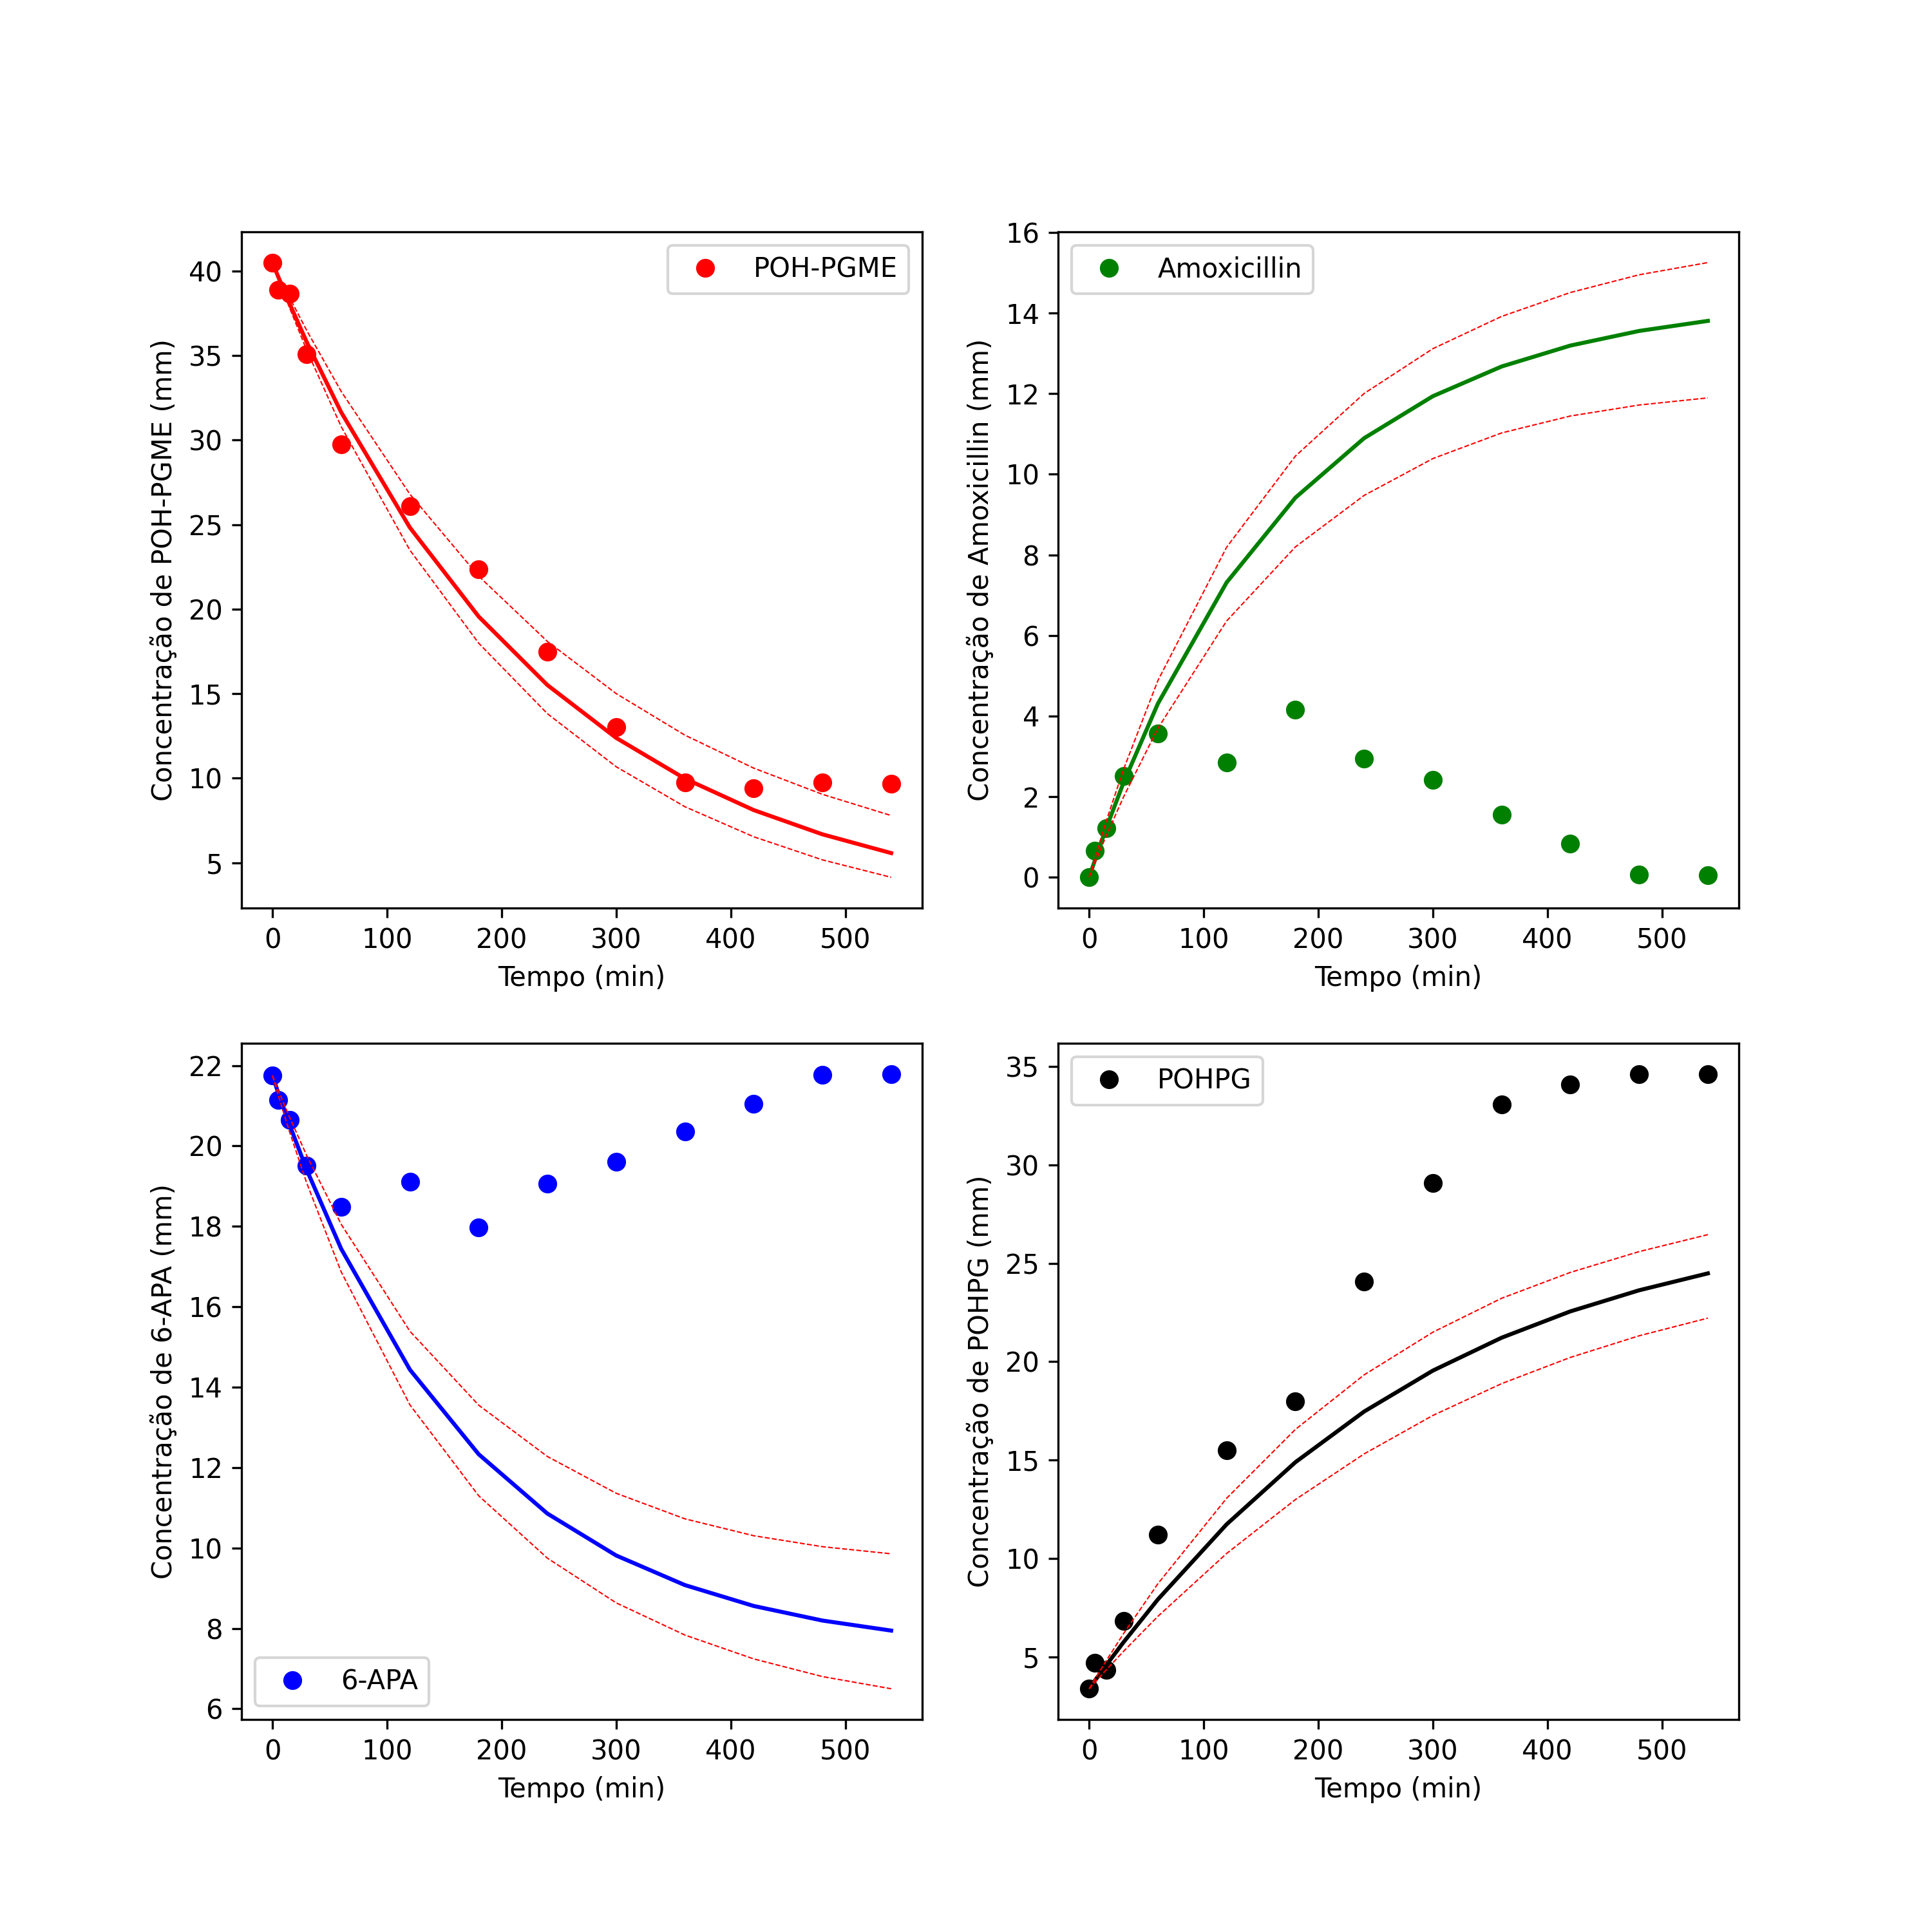 POH-PGME
Concentração de POH-PGME (mm)
40
35
30
25
20
15
10
5
0 100 200 300 400 500
Tempo (min)
Amoxicillin
Concentração de Amoxicillin (mm)
16
14
12
10
8
6
4
2
0
0 100 200 300 400 500
Tempo (min)
6-APA
Concentração de 6-APA (mm)
22
20
18
16
14
12
10
8
6
0 100 200 300 400 500
Tempo (min)
POHPG
Concentração de POHPG (mm)
35
30
25
20
15
10
5
0 100 200 300 400 500
Tempo (min)